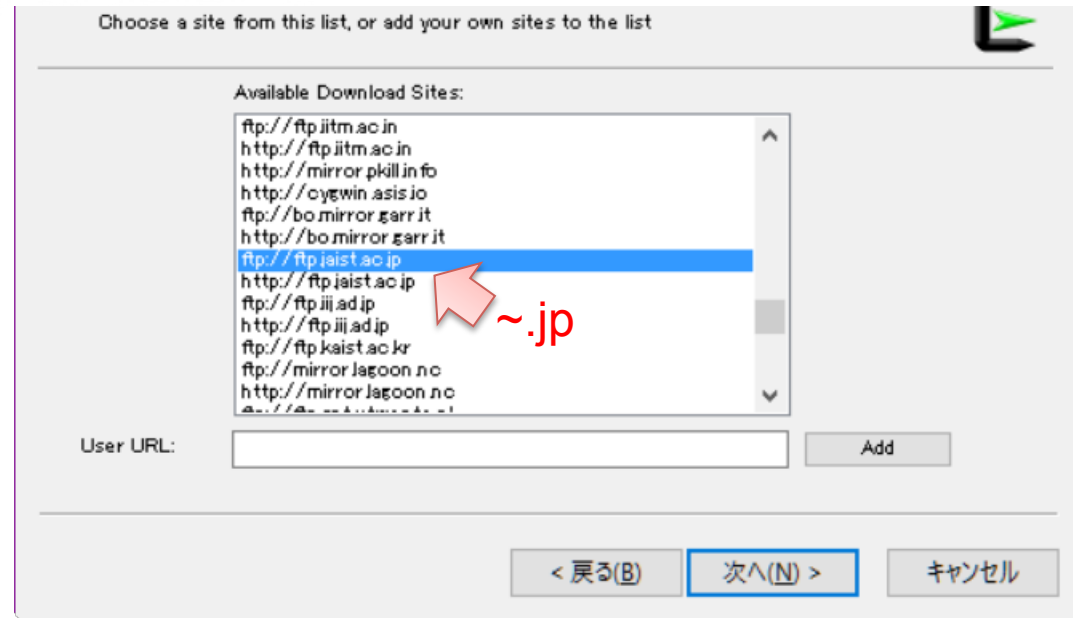 Choose a site from this list, or add your own sites to the list
Available Download Sites:
ftp://ftp.iitm.ac.in
http://ftp.iitm.ac.in
http://mirror.pkill.info
http://cygwin.asis.io
ftp://bo.mirror.garr.it
http://bo.mirror.garr.it
ftp://ftp.jaist.ac.jp
http://ftp.jaist.ac.jp
ftp://ftp.iij.ad.jp
http://ftp.iij.ad.jp
ftp://ftp.kaist.ac.kr
ftp://mirror.lagoon.nc
http://mirror.lagoon.nc
~.jp
User URL:
Add
< 戻る(B)
次へ(N) >
キャンセル